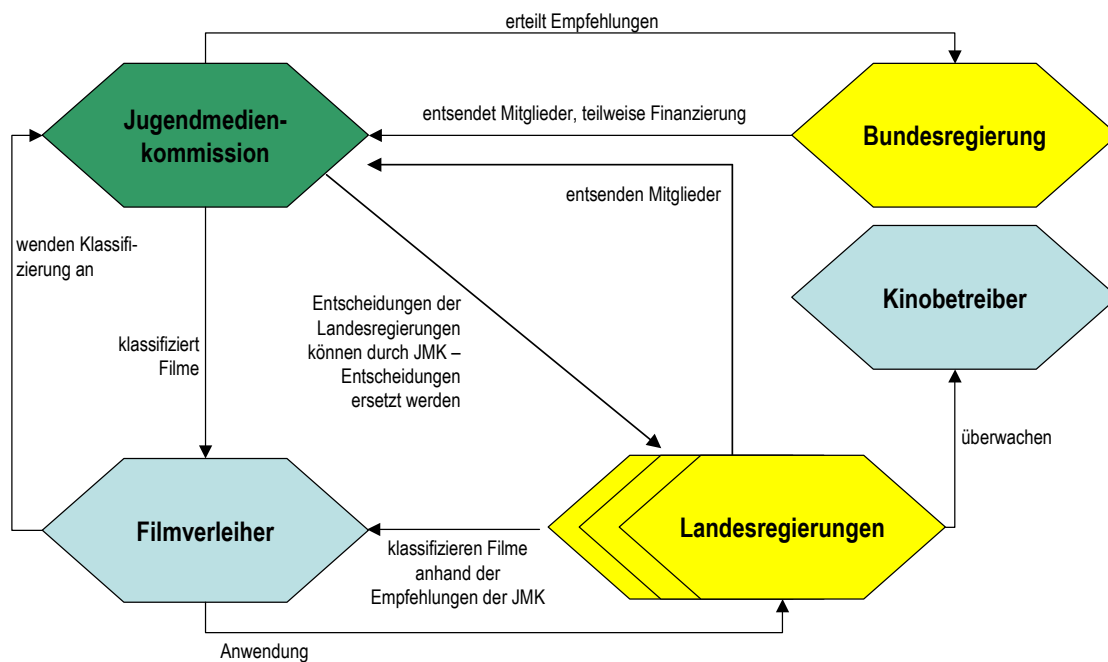 erteilt Empfehlungen
Jugendmedien-
kommission
entsendet Mitglieder, teilweise Finanzierung
Bundesregierung
entsenden Mitglieder
wenden Klassifi-
zierung an
Kinobetreiber
Entscheidungen der
Landesregierungen
können durch JMK –
Entscheidungen
ersetzt werden
klassifiziert
Filme
überwachen
Filmverleiher
Landesregierungen
klassifizieren Filme
anhand der
Empfehlungen der JMK
Anwendung